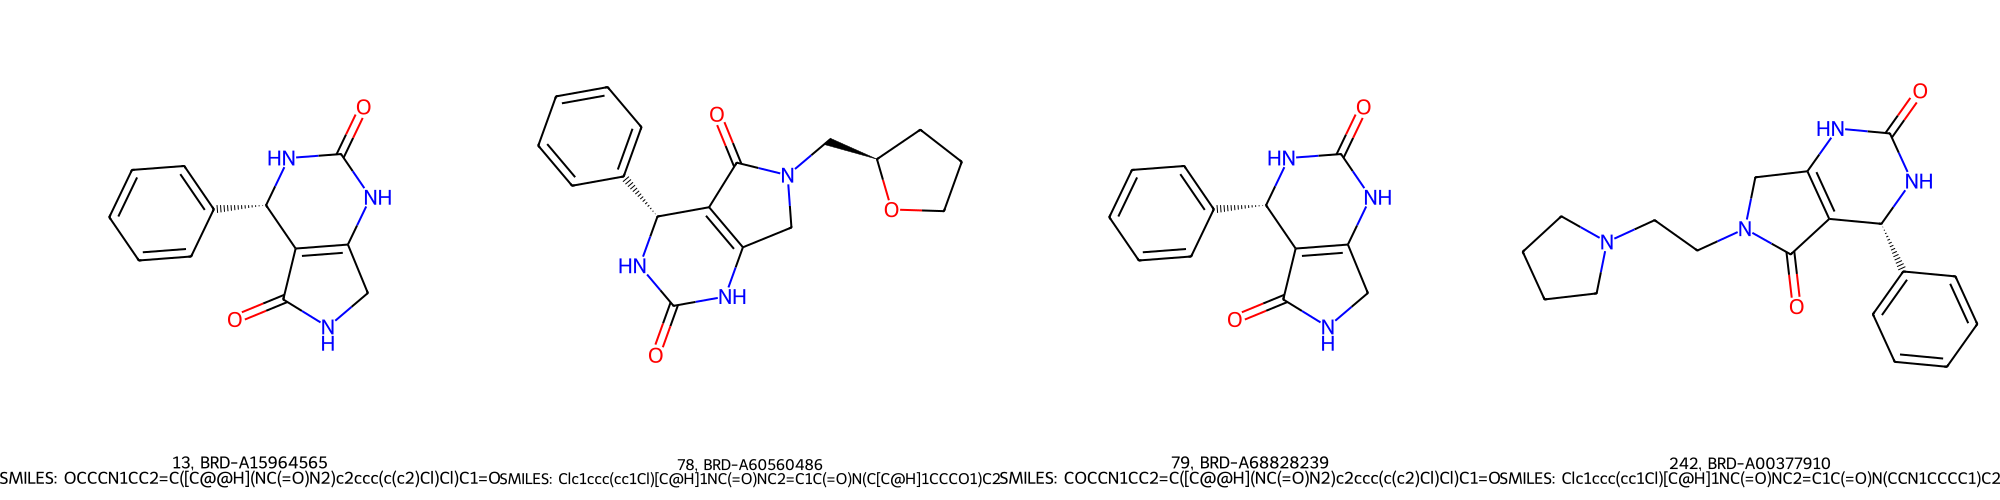 O
O
O
HN
HN
N
NH
O
HN
NH
HN
NH
N
N
NH
O
HN
NH
O
O
N
H
O
N
H
O
O
13, BRD-A15964565
78, BRD-A60560486
79, BRD-A68828239
242, BRD-A00377910
SMILES: OCCCN1CC2=C([C@@H](NC(=O)N2)c2ccc(c(c2)Cl)Cl)C1=O
SMILES: Clc1ccc(cc1Cl)[C@H]1NC(=O)NC2=C1C(=O)N(C[C@H]1CCCO1)C2
SMILES: COCCN1CC2=C([C@@H](NC(=O)N2)c2ccc(c(c2)Cl)Cl)C1=O
SMILES: Clc1ccc(cc1Cl)[C@H]1NC(=O)NC2=C1C(=O)N(CCN1CCCC1)C2